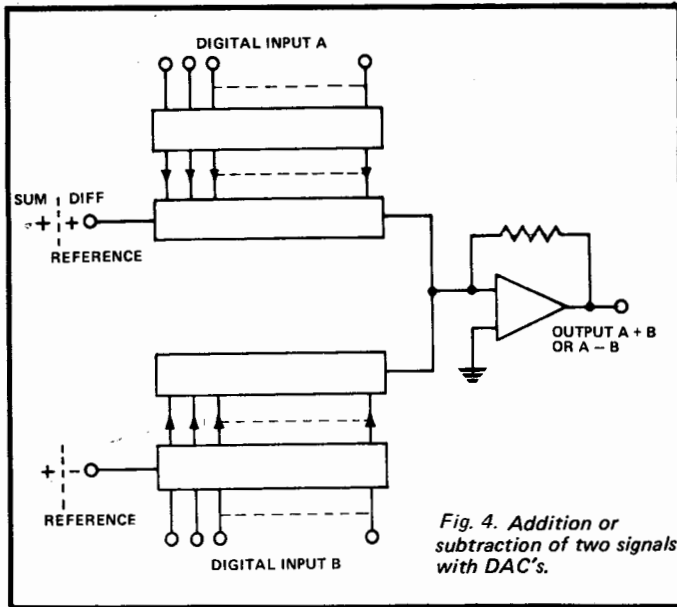 DIGITAL INPUT A
SUM DIFF
+ +
REFERENCE
OUTPUT A + B
OR A – B
+ –
REFERENCE
DIGITAL INPUT B
Fig. 4. Addition or
subtraction of two signals
with DAC's.